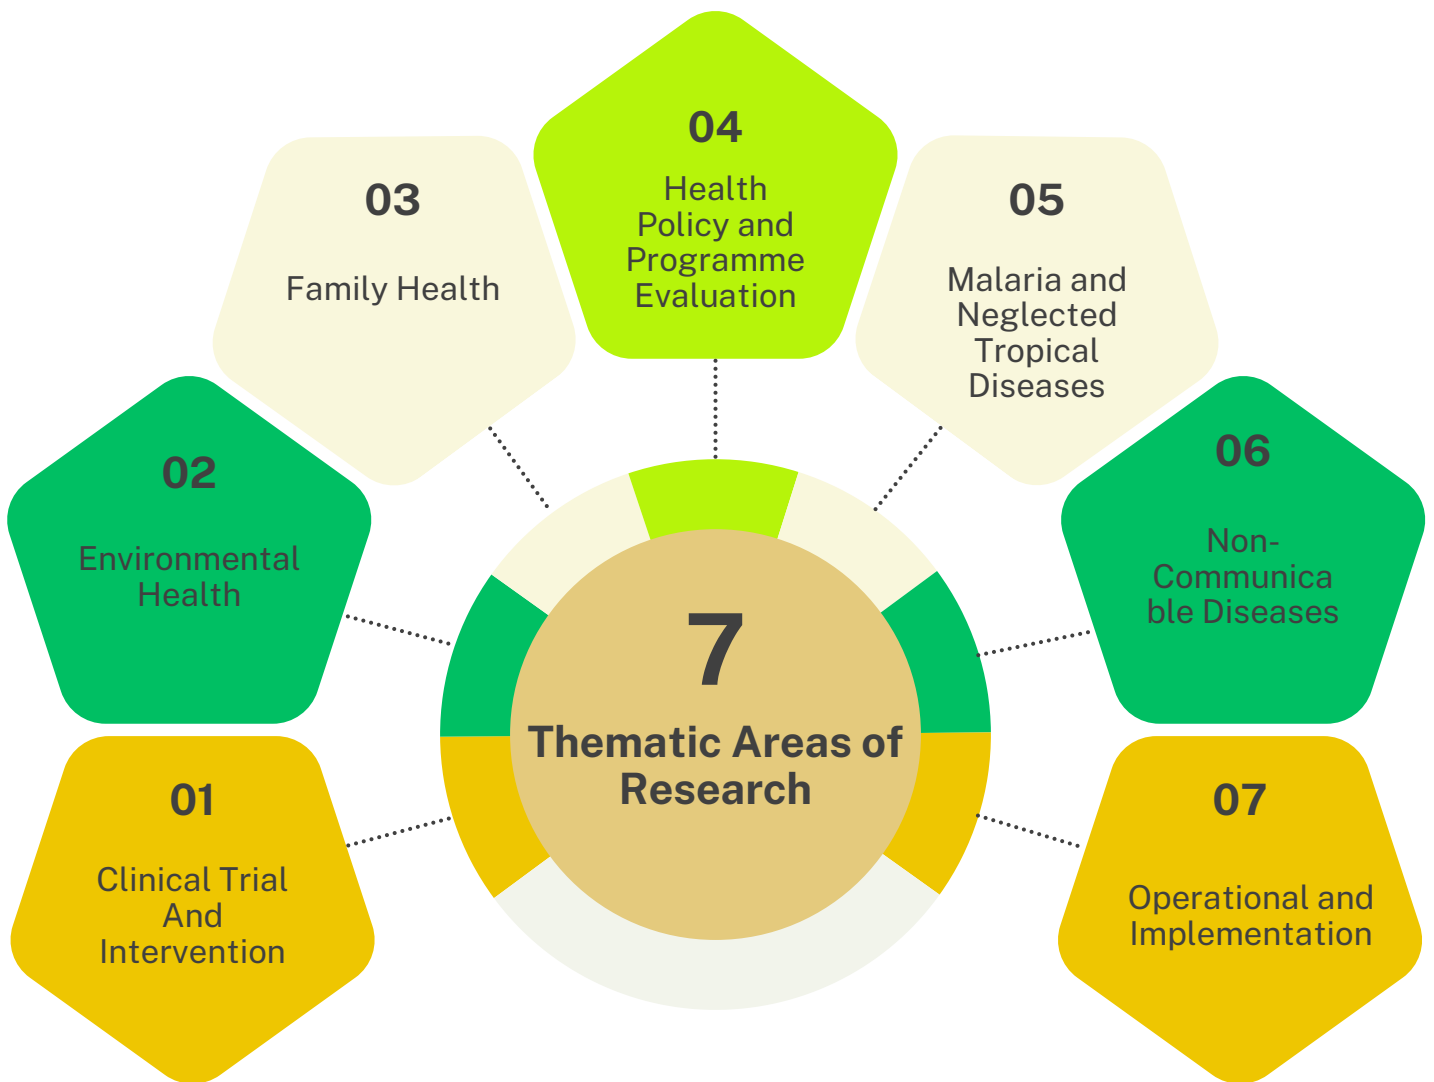 04
Health
Policy and
Programme
Evaluation
03
Family Health
05
Malaria and
Neglected
Tropical
Diseases
02
Environmental
Health
06
Non-
Communica
ble Diseases
7
Thematic Areas of
Research
01
Clinical Trial
And
Intervention
07
Operational and
Implementation